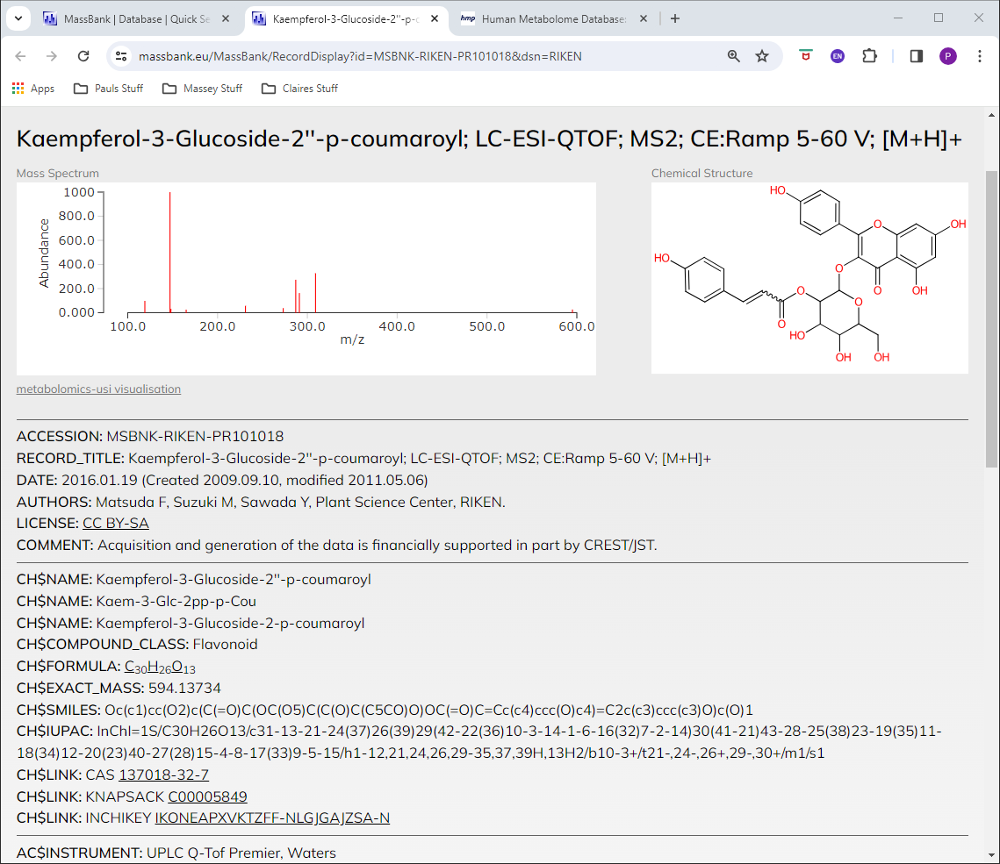 MassBank | Database | Quick Se
Kaempferol-3-Glucoside-2"-p-c
hmp Human Metabolome Database:
massbank.eu/MassBank/RecordDisplay?id=MSBNK-RIKEN-PR101018&dsn=RIKEN
EN
P
Apps
Pauls Stuff
Massey Stuff
Claires Stuff
Kaempferol-3-Glucoside-2"-p-coumaroyl; LC-ESI-QTOF; MS2; CE:Ramp 5-60 V; [M+H]+
Mass Spectrum
1000
800.0
600.0
400.0
200.0
0.000
Abundance
100.0 200.0 300.0 400.0 500.0 600.0
m/z
Chemical Structure
HO
O
OH
HO
O
O
OH
O
O
O
HO
OH
OH
metabolomics-usi visualisation
ACCESSION: MSBNK-RIKEN-PR101018
RECORD_TITLE: Kaempferol-3-Glucoside-2"-p-coumaroyl; LC-ESI-QTOF; MS2; CE:Ramp 5-60 V; [M+H]+
DATE: 2016.01.19 (Created 2009.09.10, modified 2011.05.06)
AUTHORS: Matsuda F, Suzuki M, Sawada Y, Plant Science Center, RIKEN.
LICENSE: CC BY-SA
COMMENT: Acquisition and generation of the data is financially supported in part by CREST/JST.
CH$NAME: Kaempferol-3-Glucoside-2"-p-coumaroyl
CH$NAME: Kaem-3-Glc-2pp-p-Cou
CH$NAME: Kaempferol-3-Glucoside-2-p-coumaroyl
CH$COMPOUND_CLASS: Flavonoid
CH$FORMULA: C30H26O13
CH$EXACT_MASS: 594.13734
CH$SMILES: Oc(c1)cc(O2)c(C(=O)C(OC(O5)C(C(O)C(C5CO)O)OC(=O)C=Cc(c4)ccc(O)c4)=C2c(c3)ccc(c3)O)c(O)1
CH$IUPAC: InChI=1S/C30H26O13/c31-13-21-24(37)26(39)29(42-22(36)10-3-14-1-6-16(32)7-2-14)30(41-21)43-28-25(38)23-19(35)11-
18(34)12-20(23)40-27(28)15-4-8-17(33)9-5-15/h1-12,21,24,26,29-35,37,39H,13H2/b10-3+/t21-,24-,26+,29-,30+/m1/s1
CH$LINK: CAS 137018-32-7
CH$LINK: KNAPSACK C00005849
CH$LINK: INCHIKEY IKONEAPXVKTZFF-NLGJGAJZSA-N
AC$INSTRUMENT: UPLC Q-Tof Premier, Waters